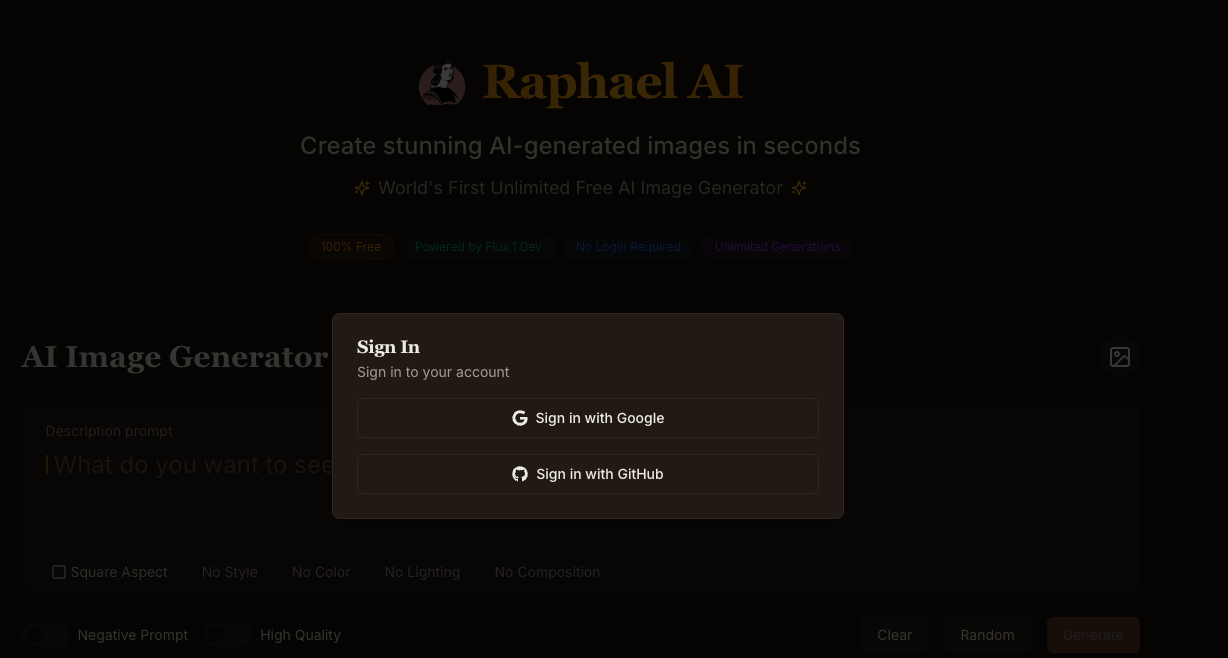 Raphael AI
Create stunning AI-generated images in seconds
World's First Unlimited Free AI Image Generator
100% Free Powered by Flux.1 Dev No Login Required Unlimited Generations
AI Image Generator
Sign In
Sign in to your account
Sign in with Google
Sign in with GitHub
Description prompt
What do you want to see
Square Aspect No Style No Color No Lighting No Composition
Negative Prompt High Quality Clear Random Generate